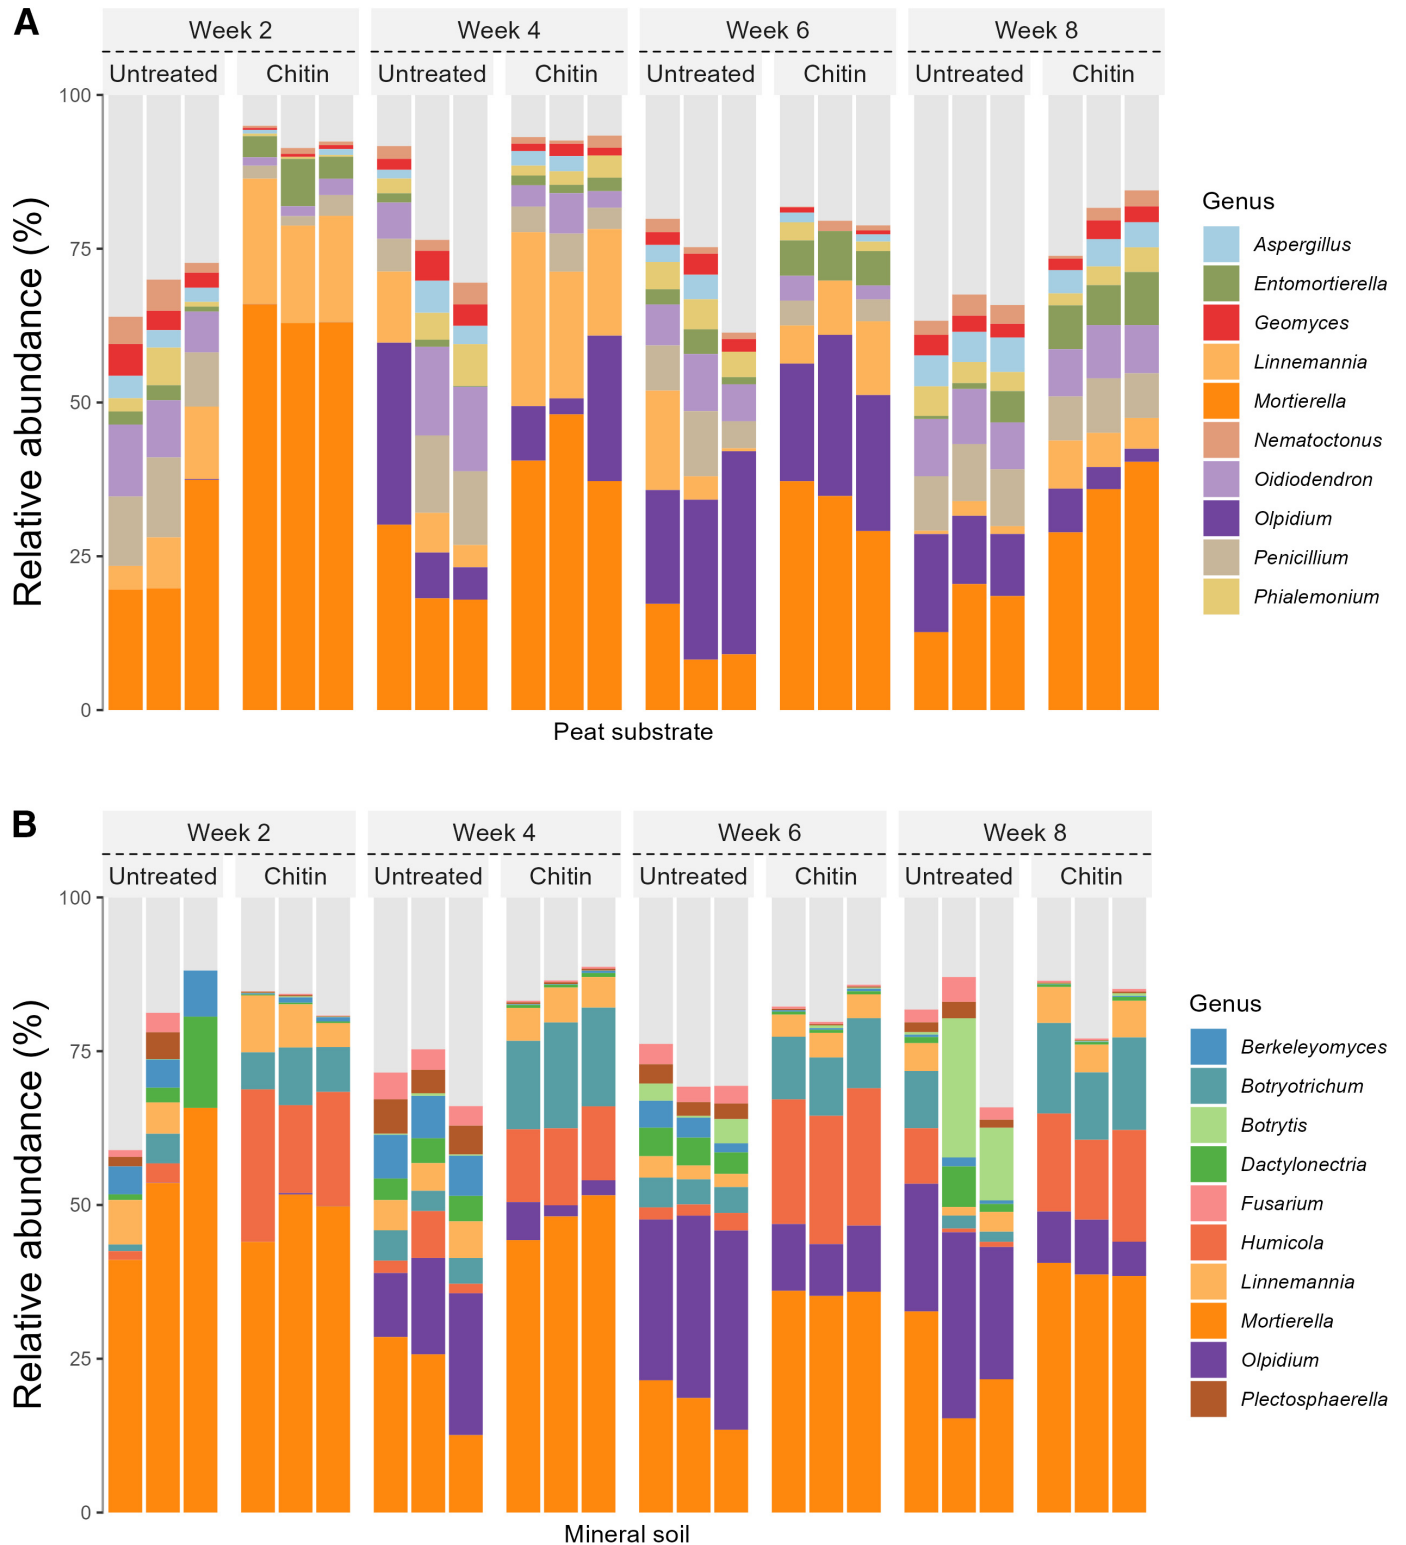 A
Week 2 Week 4 Week 6 Week 8
Untreated Chitin Untreated Chitin Untreated Chitin Untreated Chitin
Relative abundance (%)
100
75
50
25
0
Peat substrate
Genus
Aspergillus
Entomortierella
Geomyces
Linnemannia
Mortierella
Nematoctonus
Oidiodendron
Olpidium
Penicillium
Phialemonium
B
Week 2 Week 4 Week 6 Week 8
Untreated Chitin Untreated Chitin Untreated Chitin Untreated Chitin
Relative abundance (%)
100
75
50
25
0
Mineral soil
Genus
Berkeleyomyces
Botryotrichum
Botrytis
Dactylonectria
Fusarium
Humicola
Linnemannia
Mortierella
Olpidium
Plectosphaerella